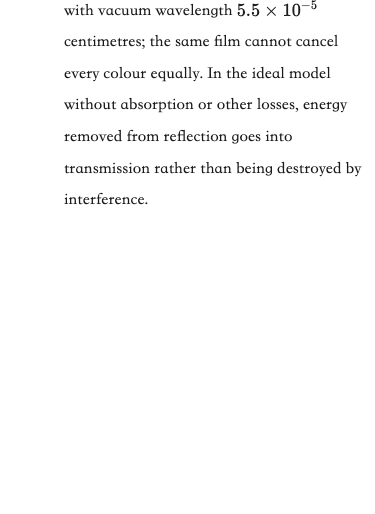 with vacuum wavelength 5.5 × 10⁻⁵
centimetres; the same film cannot cancel
every colour equally. In the ideal model
without absorption or other losses, energy
removed from reflection goes into
transmission rather than being destroyed by
interference.